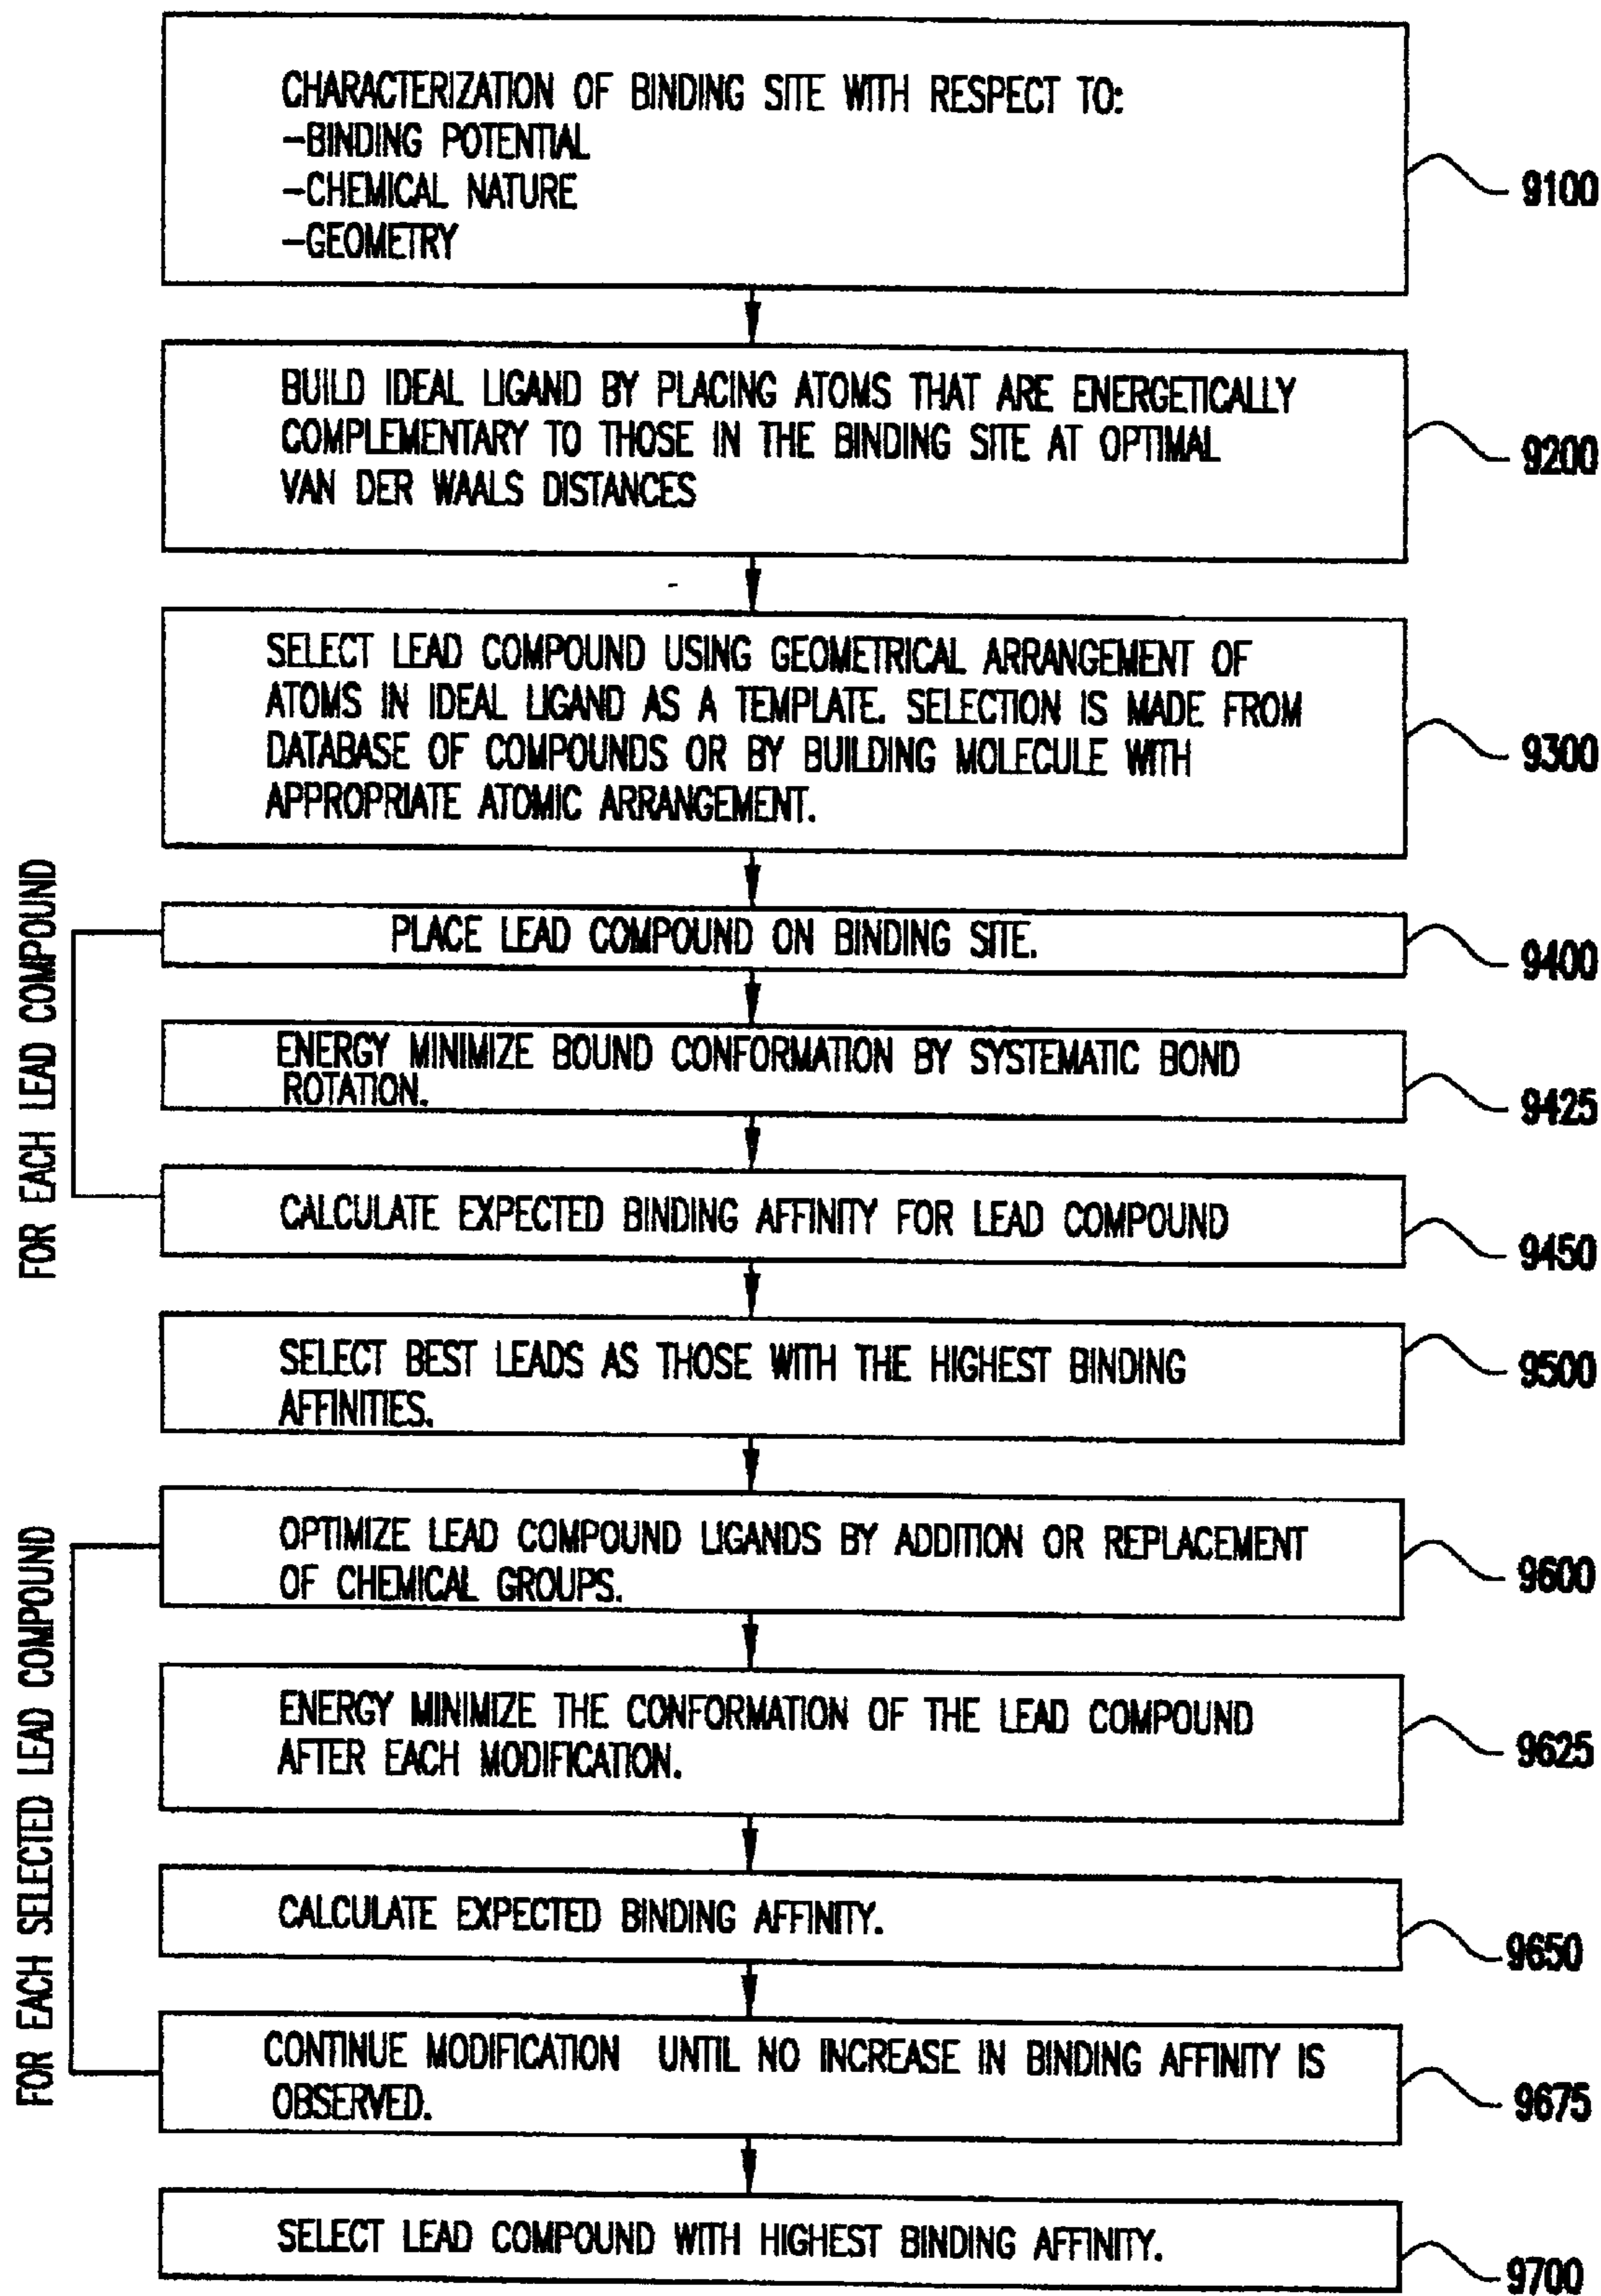 CHARACTERIZATION OF BINDING SITE WITH RESPECT TO:
-BINDING POTENTIAL
-CHEMICAL NATURE
-GEOMETRY
9100
BUILD IDEAL LIGAND BY PLACING ATOMS THAT ARE ENERGETICALLY
COMPLEMENTARY TO THOSE IN THE BINDING SITE AT OPTIMAL
VAN DER WAALS DISTANCES
9200
SELECT LEAD COMPOUND USING GEOMETRICAL ARRANGEMENT OF
ATOMS IN IDEAL LIGAND AS A TEMPLATE. SELECTION IS MADE FROM
DATABASE OF COMPOUNDS OR BY BUILDING MOLECULE WITH
APPROPRIATE ATOMIC ARRANGEMENT.
9300
FOR EACH LEAD COMPOUND
PLACE LEAD COMPOUND ON BINDING SITE.
9400
ENERGY MINIMIZE BOUND CONFORMATION BY SYSTEMATIC BOND
ROTATION.
9425
CALCULATE EXPECTED BINDING AFFINITY FOR LEAD COMPOUND
9450
SELECT BEST LEADS AS THOSE WITH THE HIGHEST BINDING
AFFINITIES.
9500
FOR EACH SELECTED LEAD COMPOUND
OPTIMIZE LEAD COMPOUND LIGANDS BY ADDITION OR REPLACEMENT
OF CHEMICAL GROUPS.
9600
ENERGY MINIMIZE THE CONFORMATION OF THE LEAD COMPOUND
AFTER EACH MODIFICATION.
9625
CALCULATE EXPECTED BINDING AFFINITY.
9650
CONTINUE MODIFICATION UNTIL NO INCREASE IN BINDING AFFINITY IS
OBSERVED.
9675
SELECT LEAD COMPOUND WITH HIGHEST BINDING AFFINITY.
9700